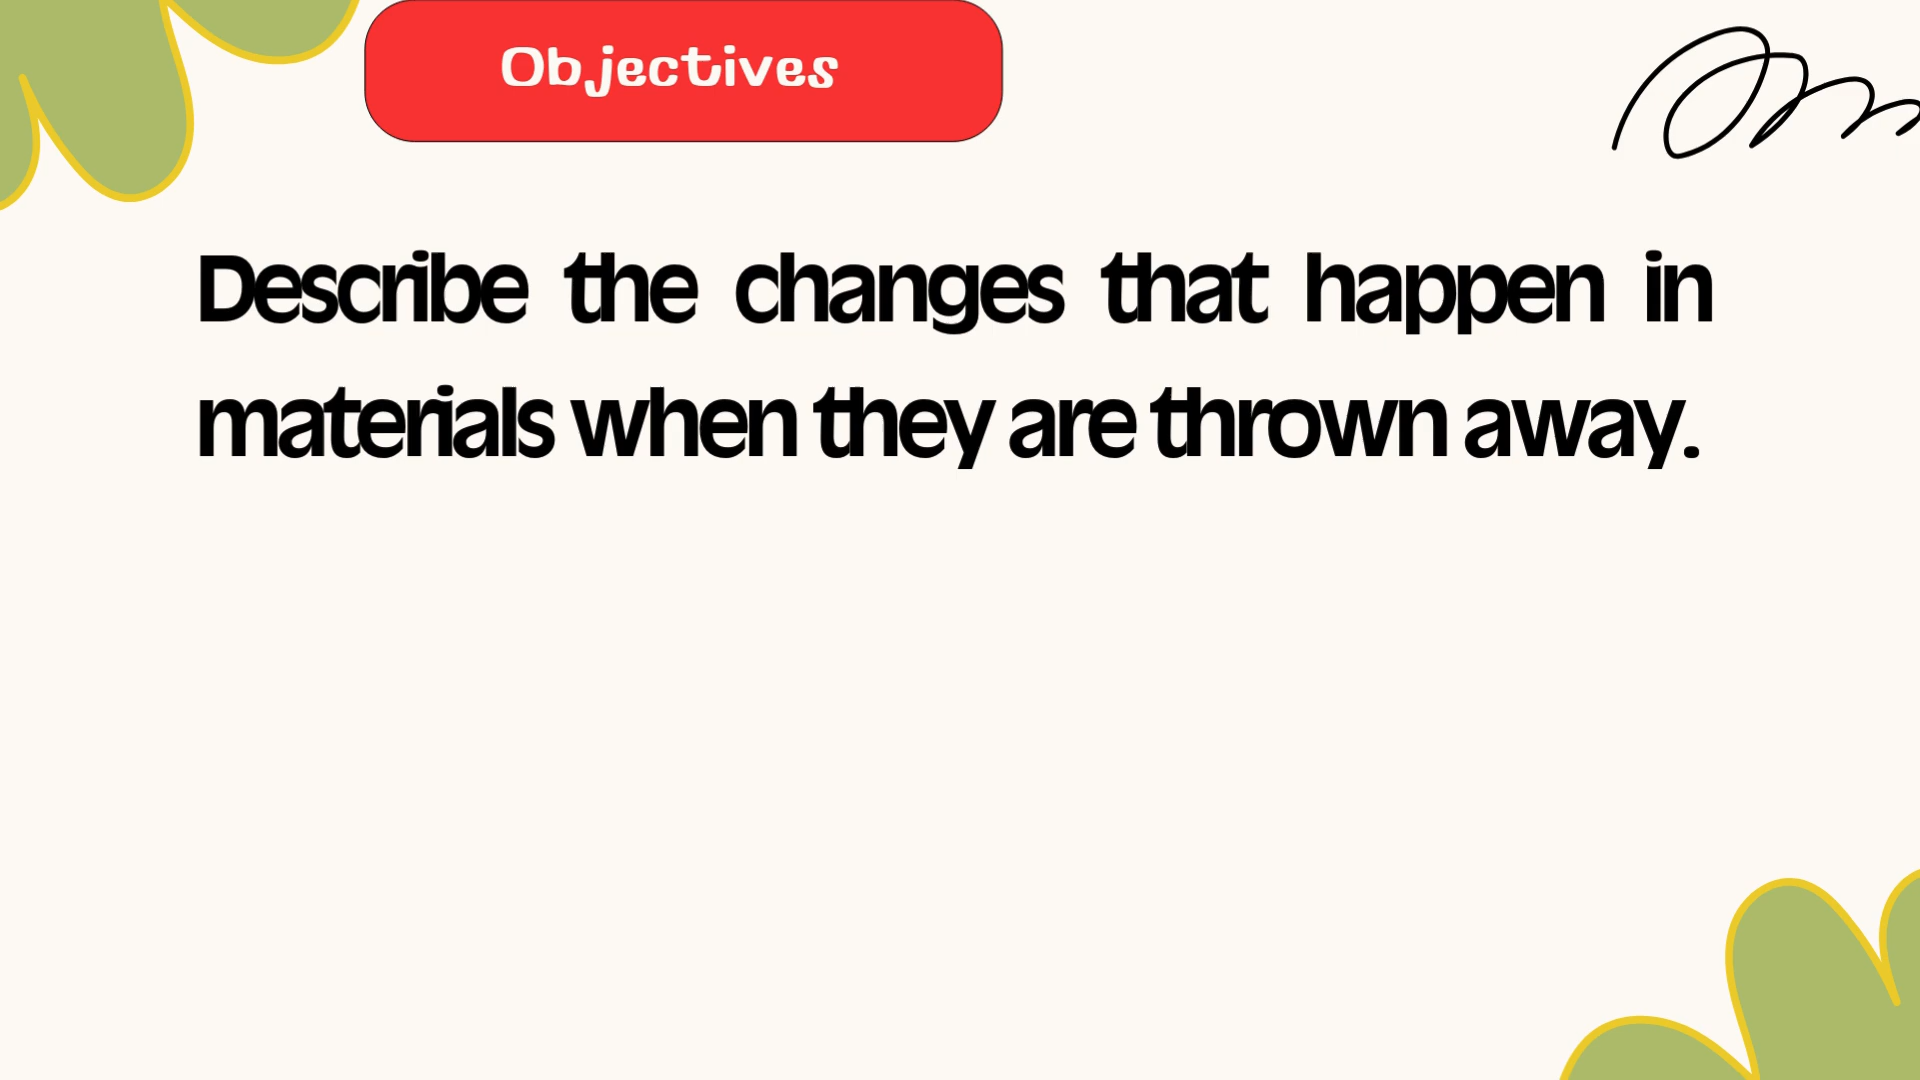 Objectives
Describe the changes that happen in
materials when they are thrown away.